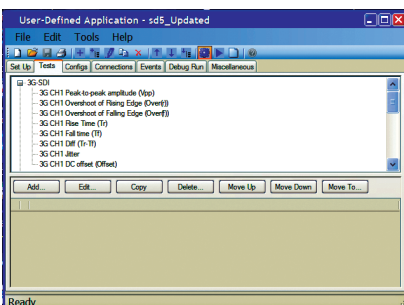 User-Defined Application - sd5_Updated
File Edit Tools Help
Set Up Tests Configs Connections Events Debug Run Miscellaneous
3G-SDI
3G CH1 Peak-to-peak amplitude (Vpp)
3G CH1 Overshoot of Rising Edge (Over(r))
3G CH1 Overshoot of Falling Edge (Over(f))
3G CH1 Rise Time (Tr)
3G CH1 Fall time (Tf)
3G CH1 Diff (Tr-Tf)
3G CH1 Jitter
3G CH1 DC offset (Offset)
Add... Edit... Copy Delete... Move Up Move Down Move To...
Ready